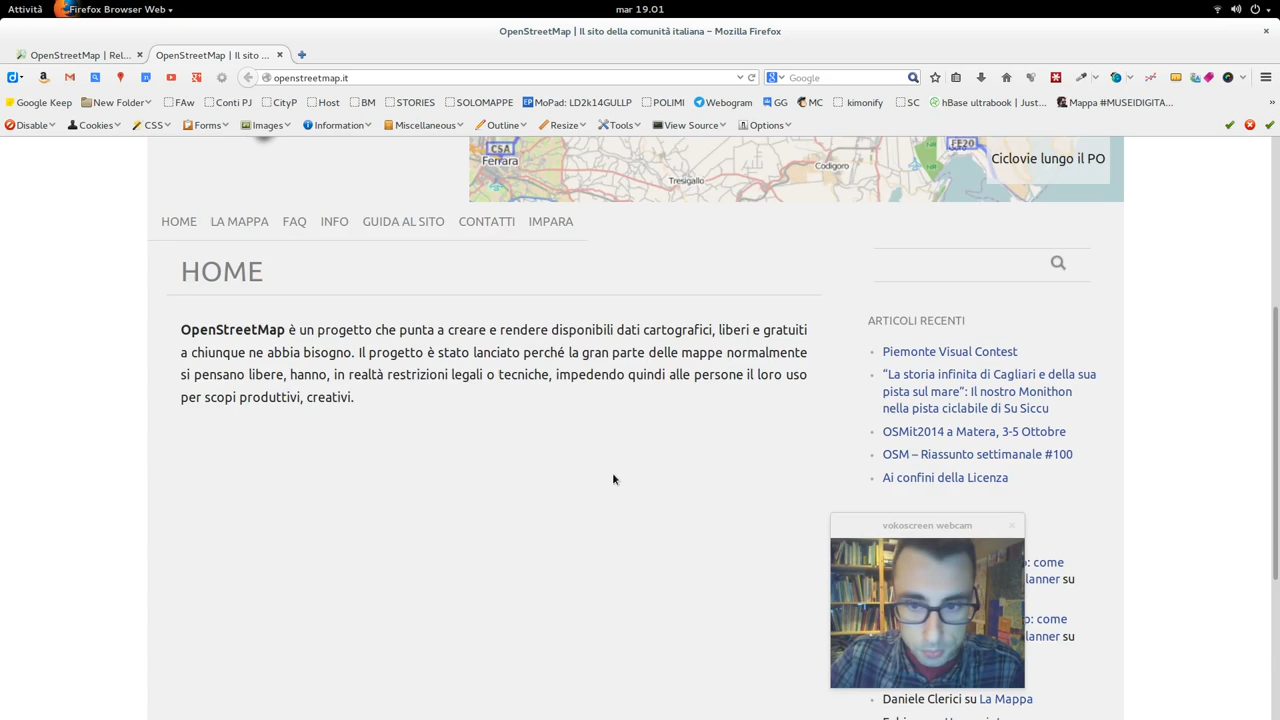 Attività Firefox Browser Web mar 19.01
OpenStreetMap | Il sito della comunità italiana – Mozilla Firefox
OpenStreetMap | Rel... OpenStreetMap | Il sito ...
openstreetmap.it Google
Google Keep New Folder FAw Conti PJ CityP Host BM STORIES SOLOMAPPE MoPad: LD2k14GULLP POLIMI Webogram GG MC kimonify SC hBase ultrabook | Just... Mappa #MUSEIDIGITA...
Disable Cookies CSS Forms Images Information Miscellaneous Outline Resize Tools View Source Options
CSA
Ferrara
Tresigallo
Codigoro
FE20
Ciclovie lungo il PO
HOME LA MAPPA FAQ INFO GUIDA AL SITO CONTATTI IMPARA
HOME
OpenStreetMap è un progetto che punta a creare e rendere disponibili dati cartografici, liberi e gratuiti
a chiunque ne abbia bisogno. Il progetto è stato lanciato perché la gran parte delle mappe normalmente
si pensano libere, hanno, in realtà restrizioni legali o tecniche, impedendo quindi alle persone il loro uso
per scopi produttivi, creativi.
ARTICOLI RECENTI
Piemonte Visual Contest
“La storia infinita di Cagliari e della sua
pista sul mare”: Il nostro Monithon
nella pista ciclabile di Su Siccu
OSMit2014 a Matera, 3-5 Ottobre
OSM – Riassunto settimanale #100
Ai confini della Licenza
vokoscreen webcam
: come
lanner su
: come
lanner su
Daniele Clerici su La Mappa